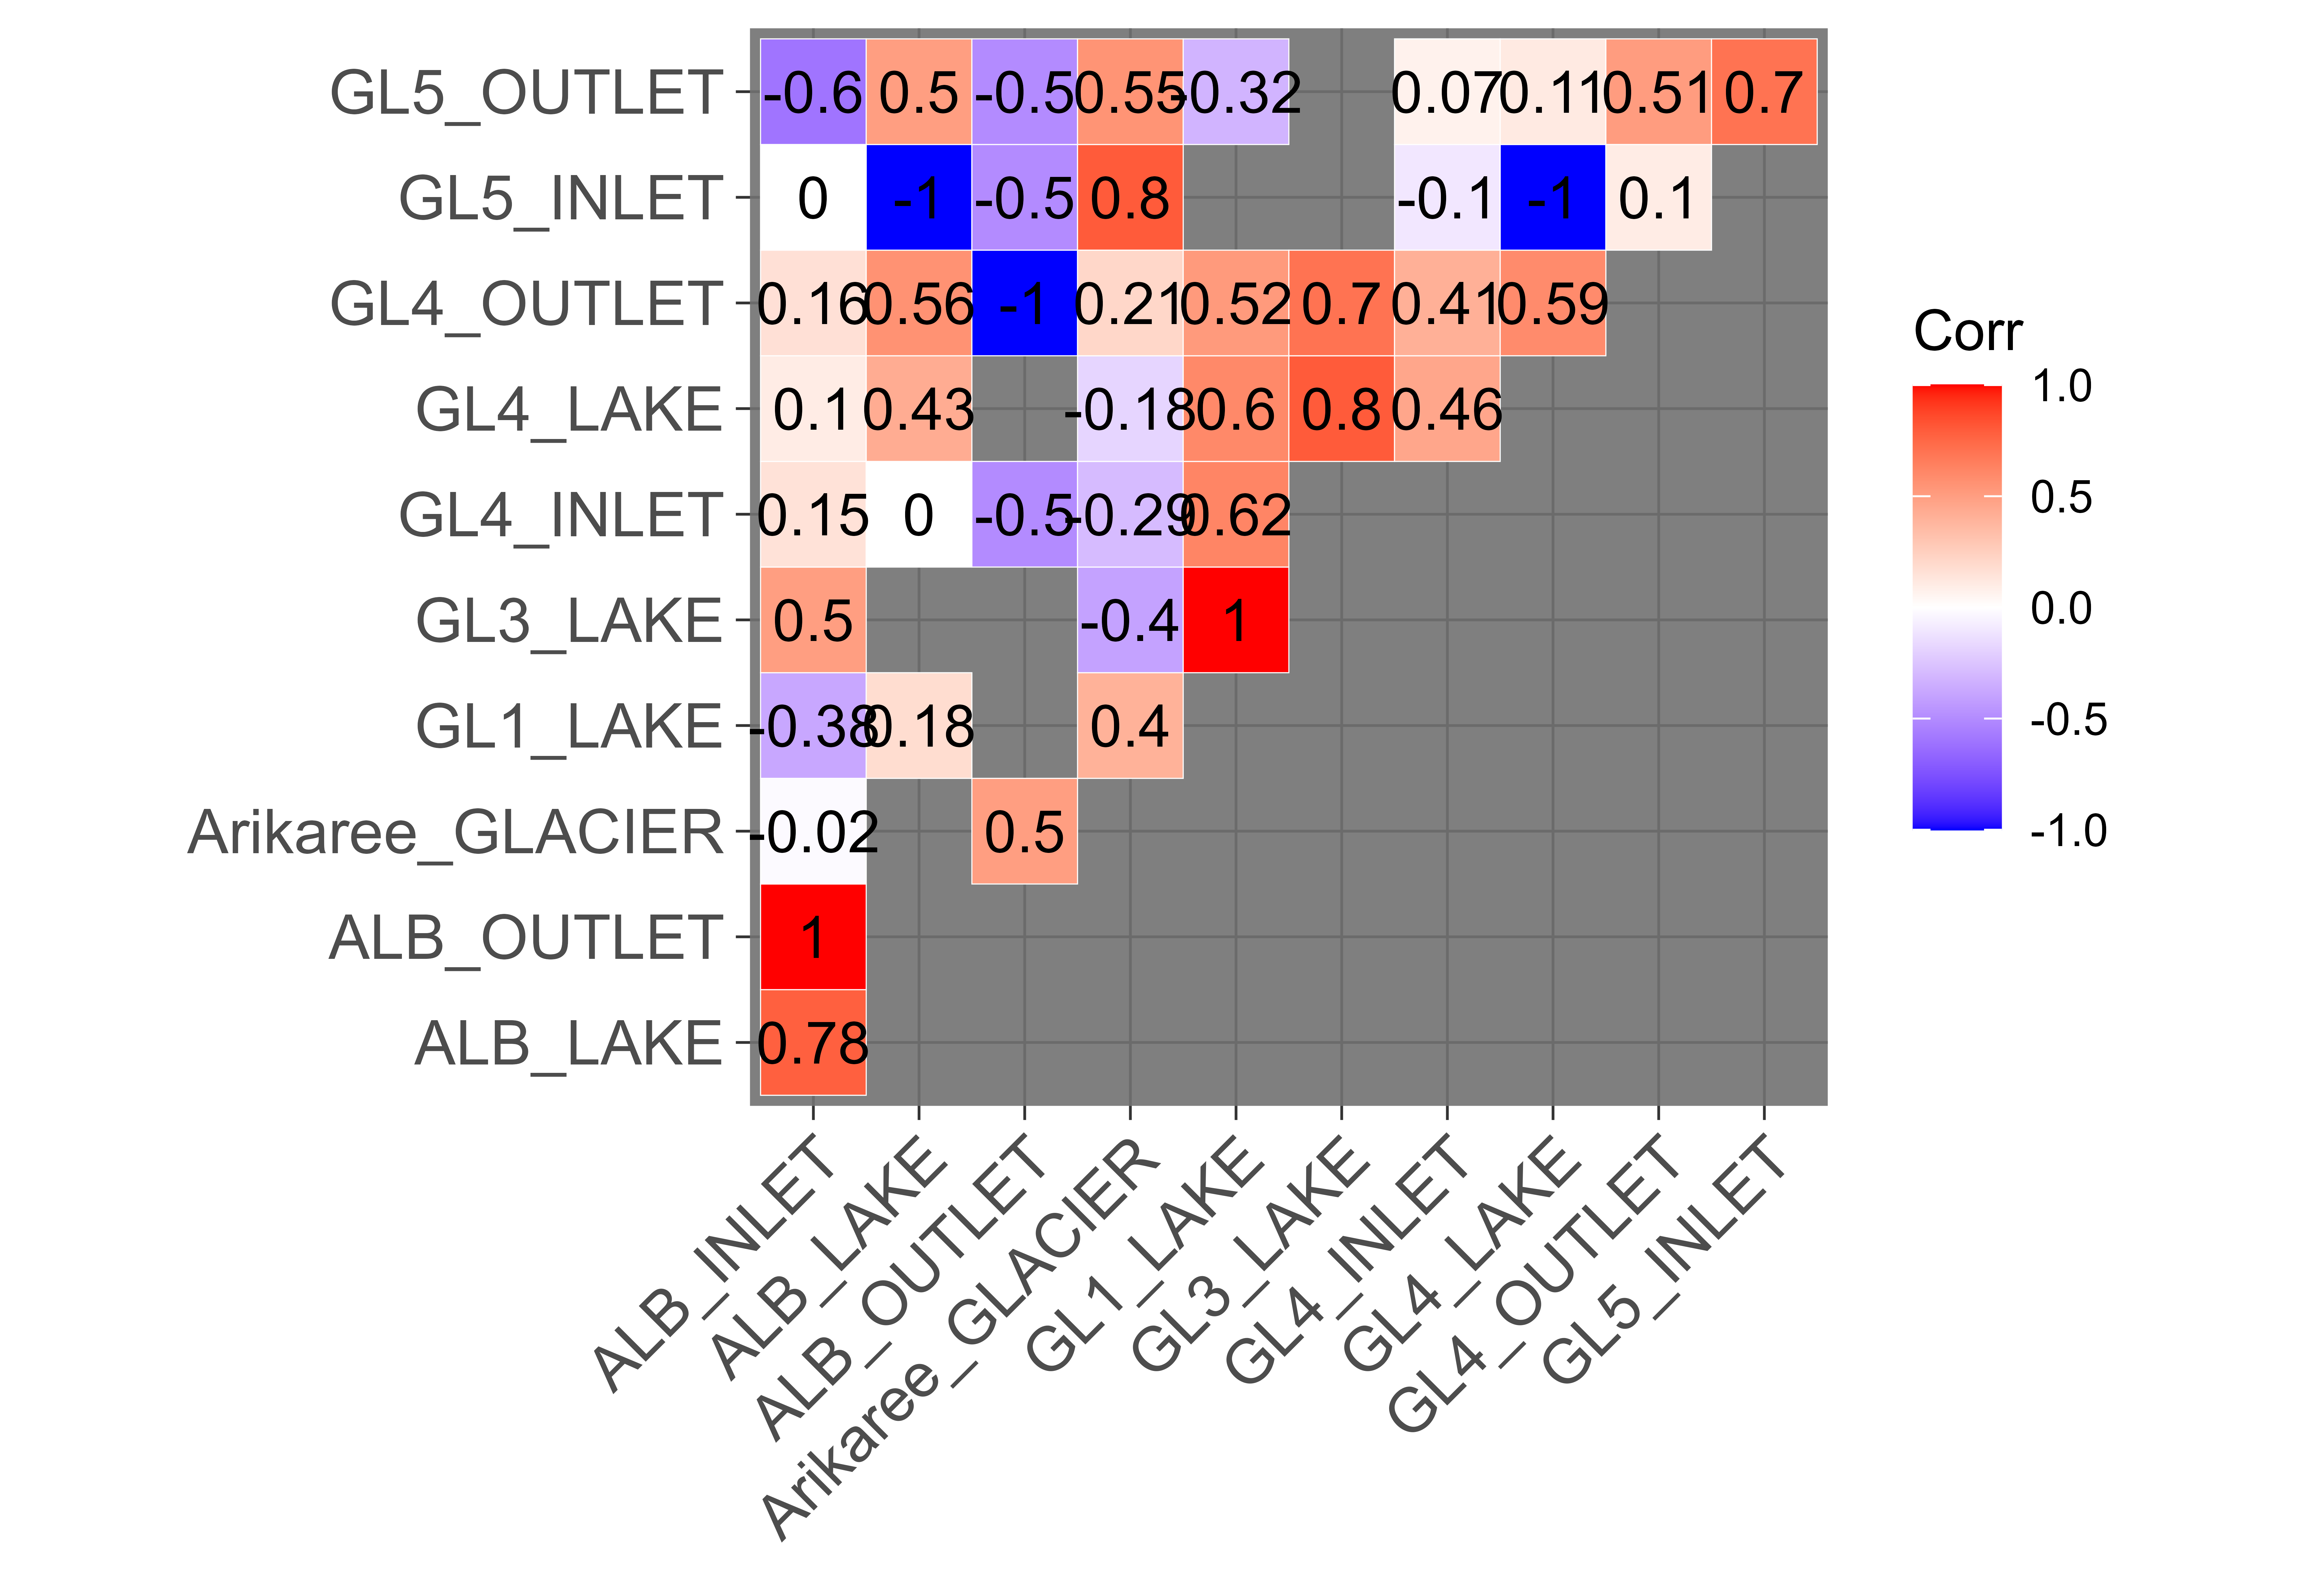 GL5_OUTLET -0.6 0.5 -0.5 0.55 -0.32 0.07 0.11 0.51 0.7
GL5_INLET 0 -1 -0.5 0.8 -0.1 -1 0.1
GL4_OUTLET 0.16 0.56 -1 0.21 0.52 0.7 0.41 0.59
GL4_LAKE 0.1 0.43 -0.18 0.6 0.8 0.46
GL4_INLET 0.15 0 -0.5 -0.29 0.62
GL3_LAKE 0.5 -0.4 1
GL1_LAKE -0.38 0.18 0.4
Arikaree_GLACIER -0.02 0.5
ALB_OUTLET 1
ALB_LAKE 0.78
ALB_INLET
ALB_LAKE
ALB_OUTLET
Arikaree_GLACIER
GL1_LAKE
GL3_LAKE
GL4_INLET
GL4_LAKE
GL4_OUTLET
GL5_INLET
Corr
1.0
0.5
0.0
-0.5
-1.0